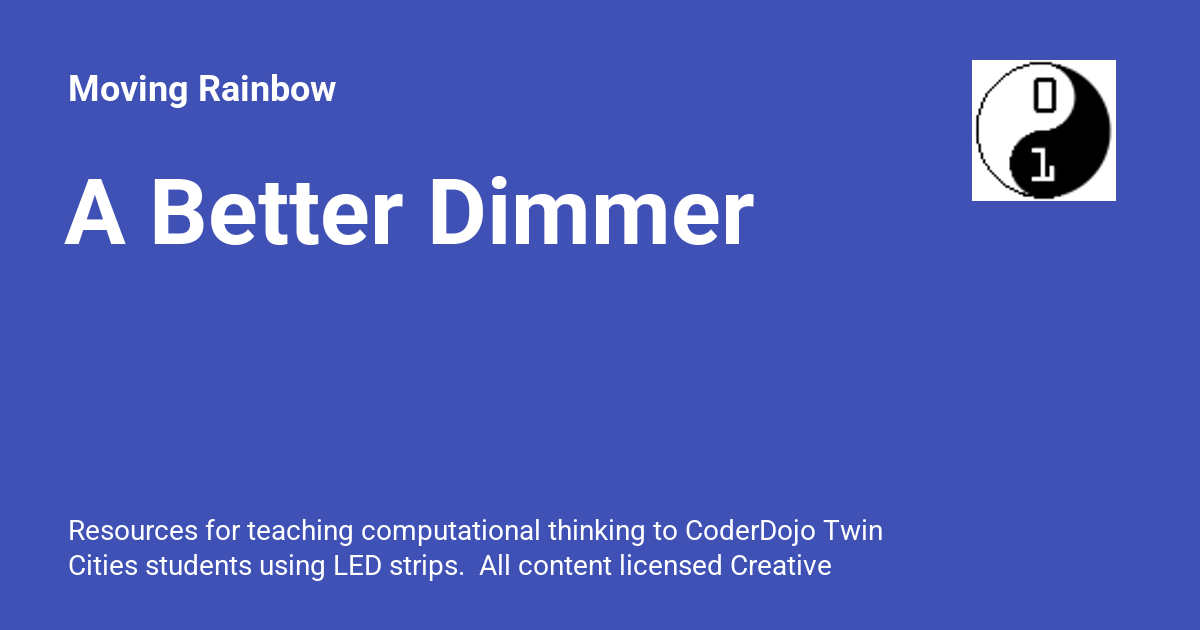 Moving Rainbow
0
1
A Better Dimmer
Resources for teaching computational thinking to CoderDojo Twin
Cities students using LED strips.  All content licensed Creative